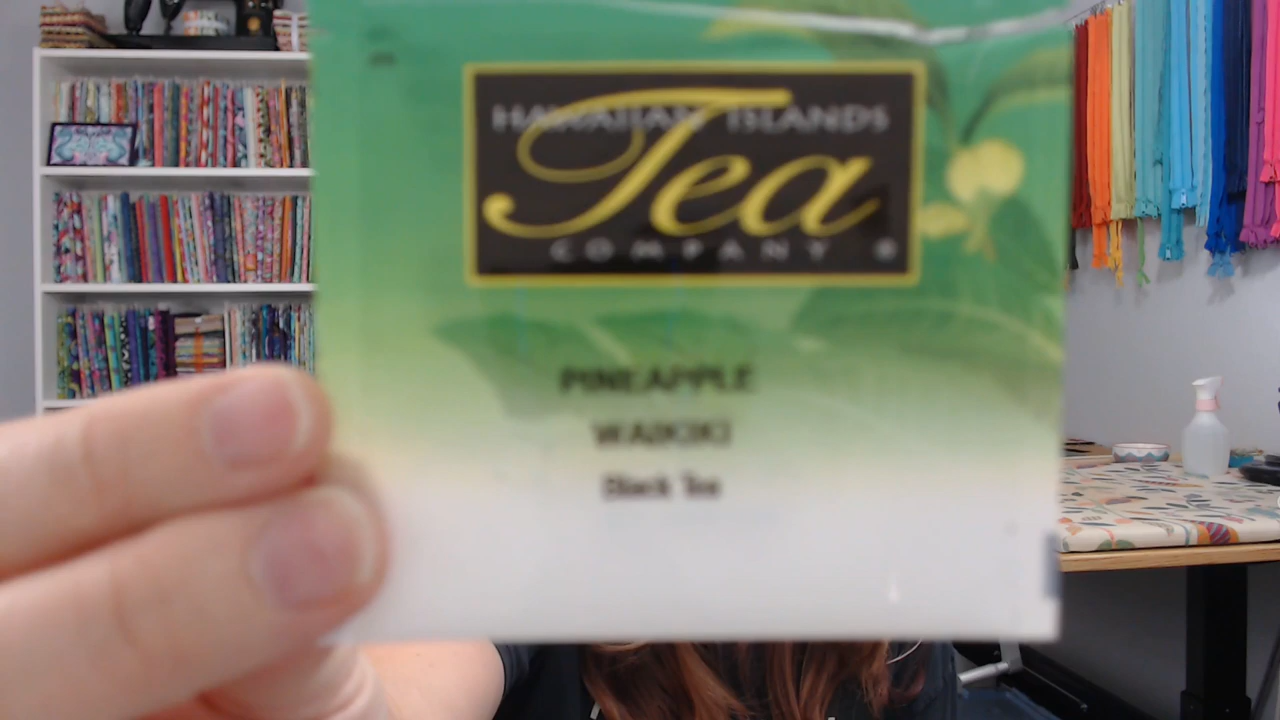 HAWAIIAN ISLANDS
Tea
COMPANY ®
PINEAPPLE
WAIKIKI
Black Tea